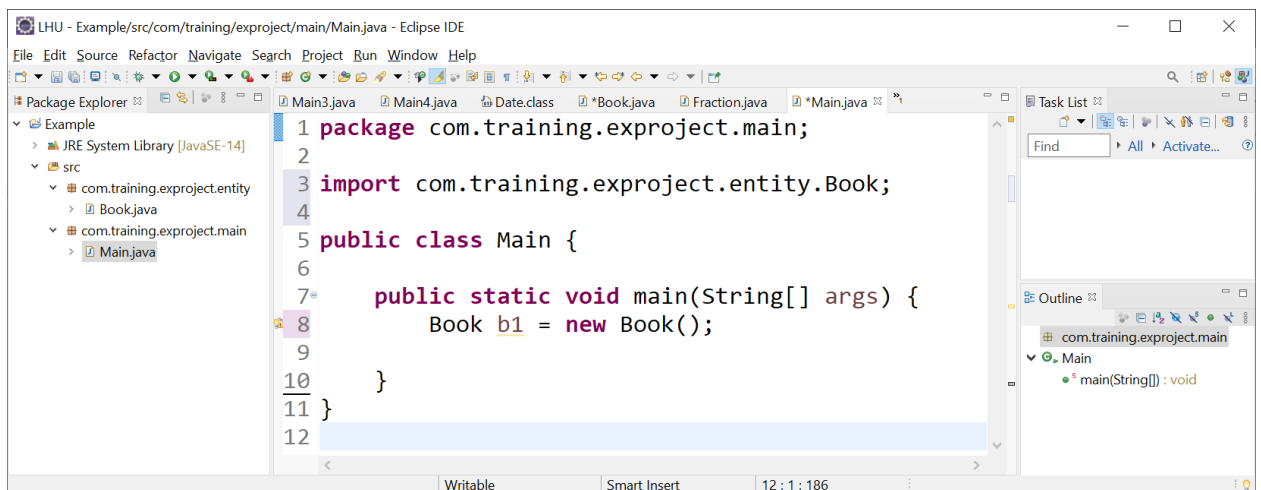 LHU - Example/src/com/training/exproject/main/Main.java - Eclipse IDE
File Edit Source Refactor Navigate Search Project Run Window Help
Package Explorer
Example
JRE System Library [JavaSE-14]
src
com.training.exproject.entity
Book.java
com.training.exproject.main
Main.java
Main3.java Main4.java Date.class *Book.java Fraction.java *Main.java »1
1 package com.training.exproject.main;
2
3 import com.training.exproject.entity.Book;
4
5 public class Main {
6
7 public static void main(String[] args) {
8 Book b1 = new Book();
9
10 }
11 }
12
Task List
Find All Activate...
Outline
com.training.exproject.main
Main
main(String[]) : void
Writable Smart Insert 12 : 1 : 186